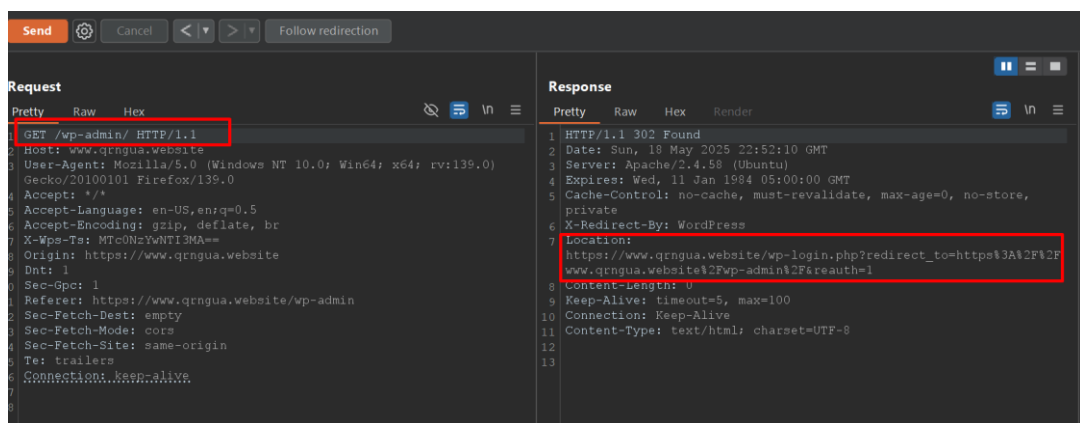 Send Cancel < > Follow redirection
Request
Pretty Raw Hex \n
1 GET /wp-admin/ HTTP/1.1
2 Host: www.qrngua.website
3 User-Agent: Mozilla/5.0 (Windows NT 10.0; Win64; x64; rv:139.0)
Gecko/20100101 Firefox/139.0
4 Accept: */*
5 Accept-Language: en-US,en;q=0.5
6 Accept-Encoding: gzip, deflate, br
7 X-Wps-Ts: MTc0NzYwNTI3MA==
8 Origin: https://www.qrngua.website
9 Dnt: 1
0 Sec-Gpc: 1
1 Referer: https://www.qrngua.website/wp-admin
2 Sec-Fetch-Dest: empty
3 Sec-Fetch-Mode: cors
4 Sec-Fetch-Site: same-origin
5 Te: trailers
6 Connection: keep-alive
7
8
Response
Pretty Raw Hex Render \n
1 HTTP/1.1 302 Found
2 Date: Sun, 18 May 2025 22:52:10 GMT
3 Server: Apache/2.4.58 (Ubuntu)
4 Expires: Wed, 11 Jan 1984 05:00:00 GMT
5 Cache-Control: no-cache, must-revalidate, max-age=0, no-store,
private
6 X-Redirect-By: WordPress
7 Location:
https://www.qrngua.website/wp-login.php?redirect_to=https%3A%2F%2F
www.qrngua.website%2Fwp-admin%2F&reauth=1
8 Content-Length: 0
9 Keep-Alive: timeout=5, max=100
10 Connection: Keep-Alive
11 Content-Type: text/html; charset=UTF-8
12
13